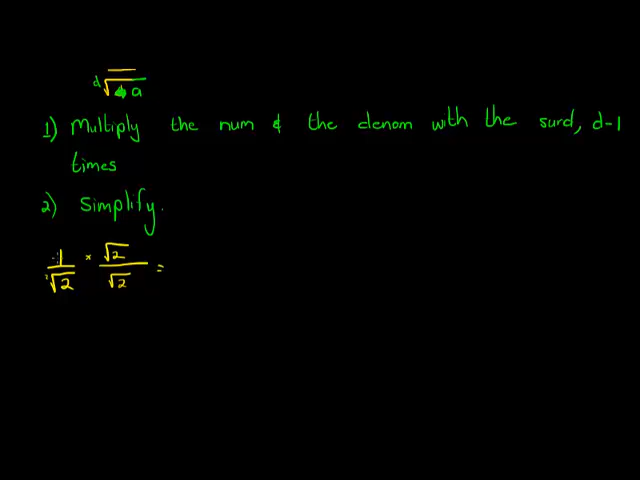 d√a
1) Multiply the num & the denom with the surd, d-1
times
2) Simplify.
1/²√2 × √2/√2 =